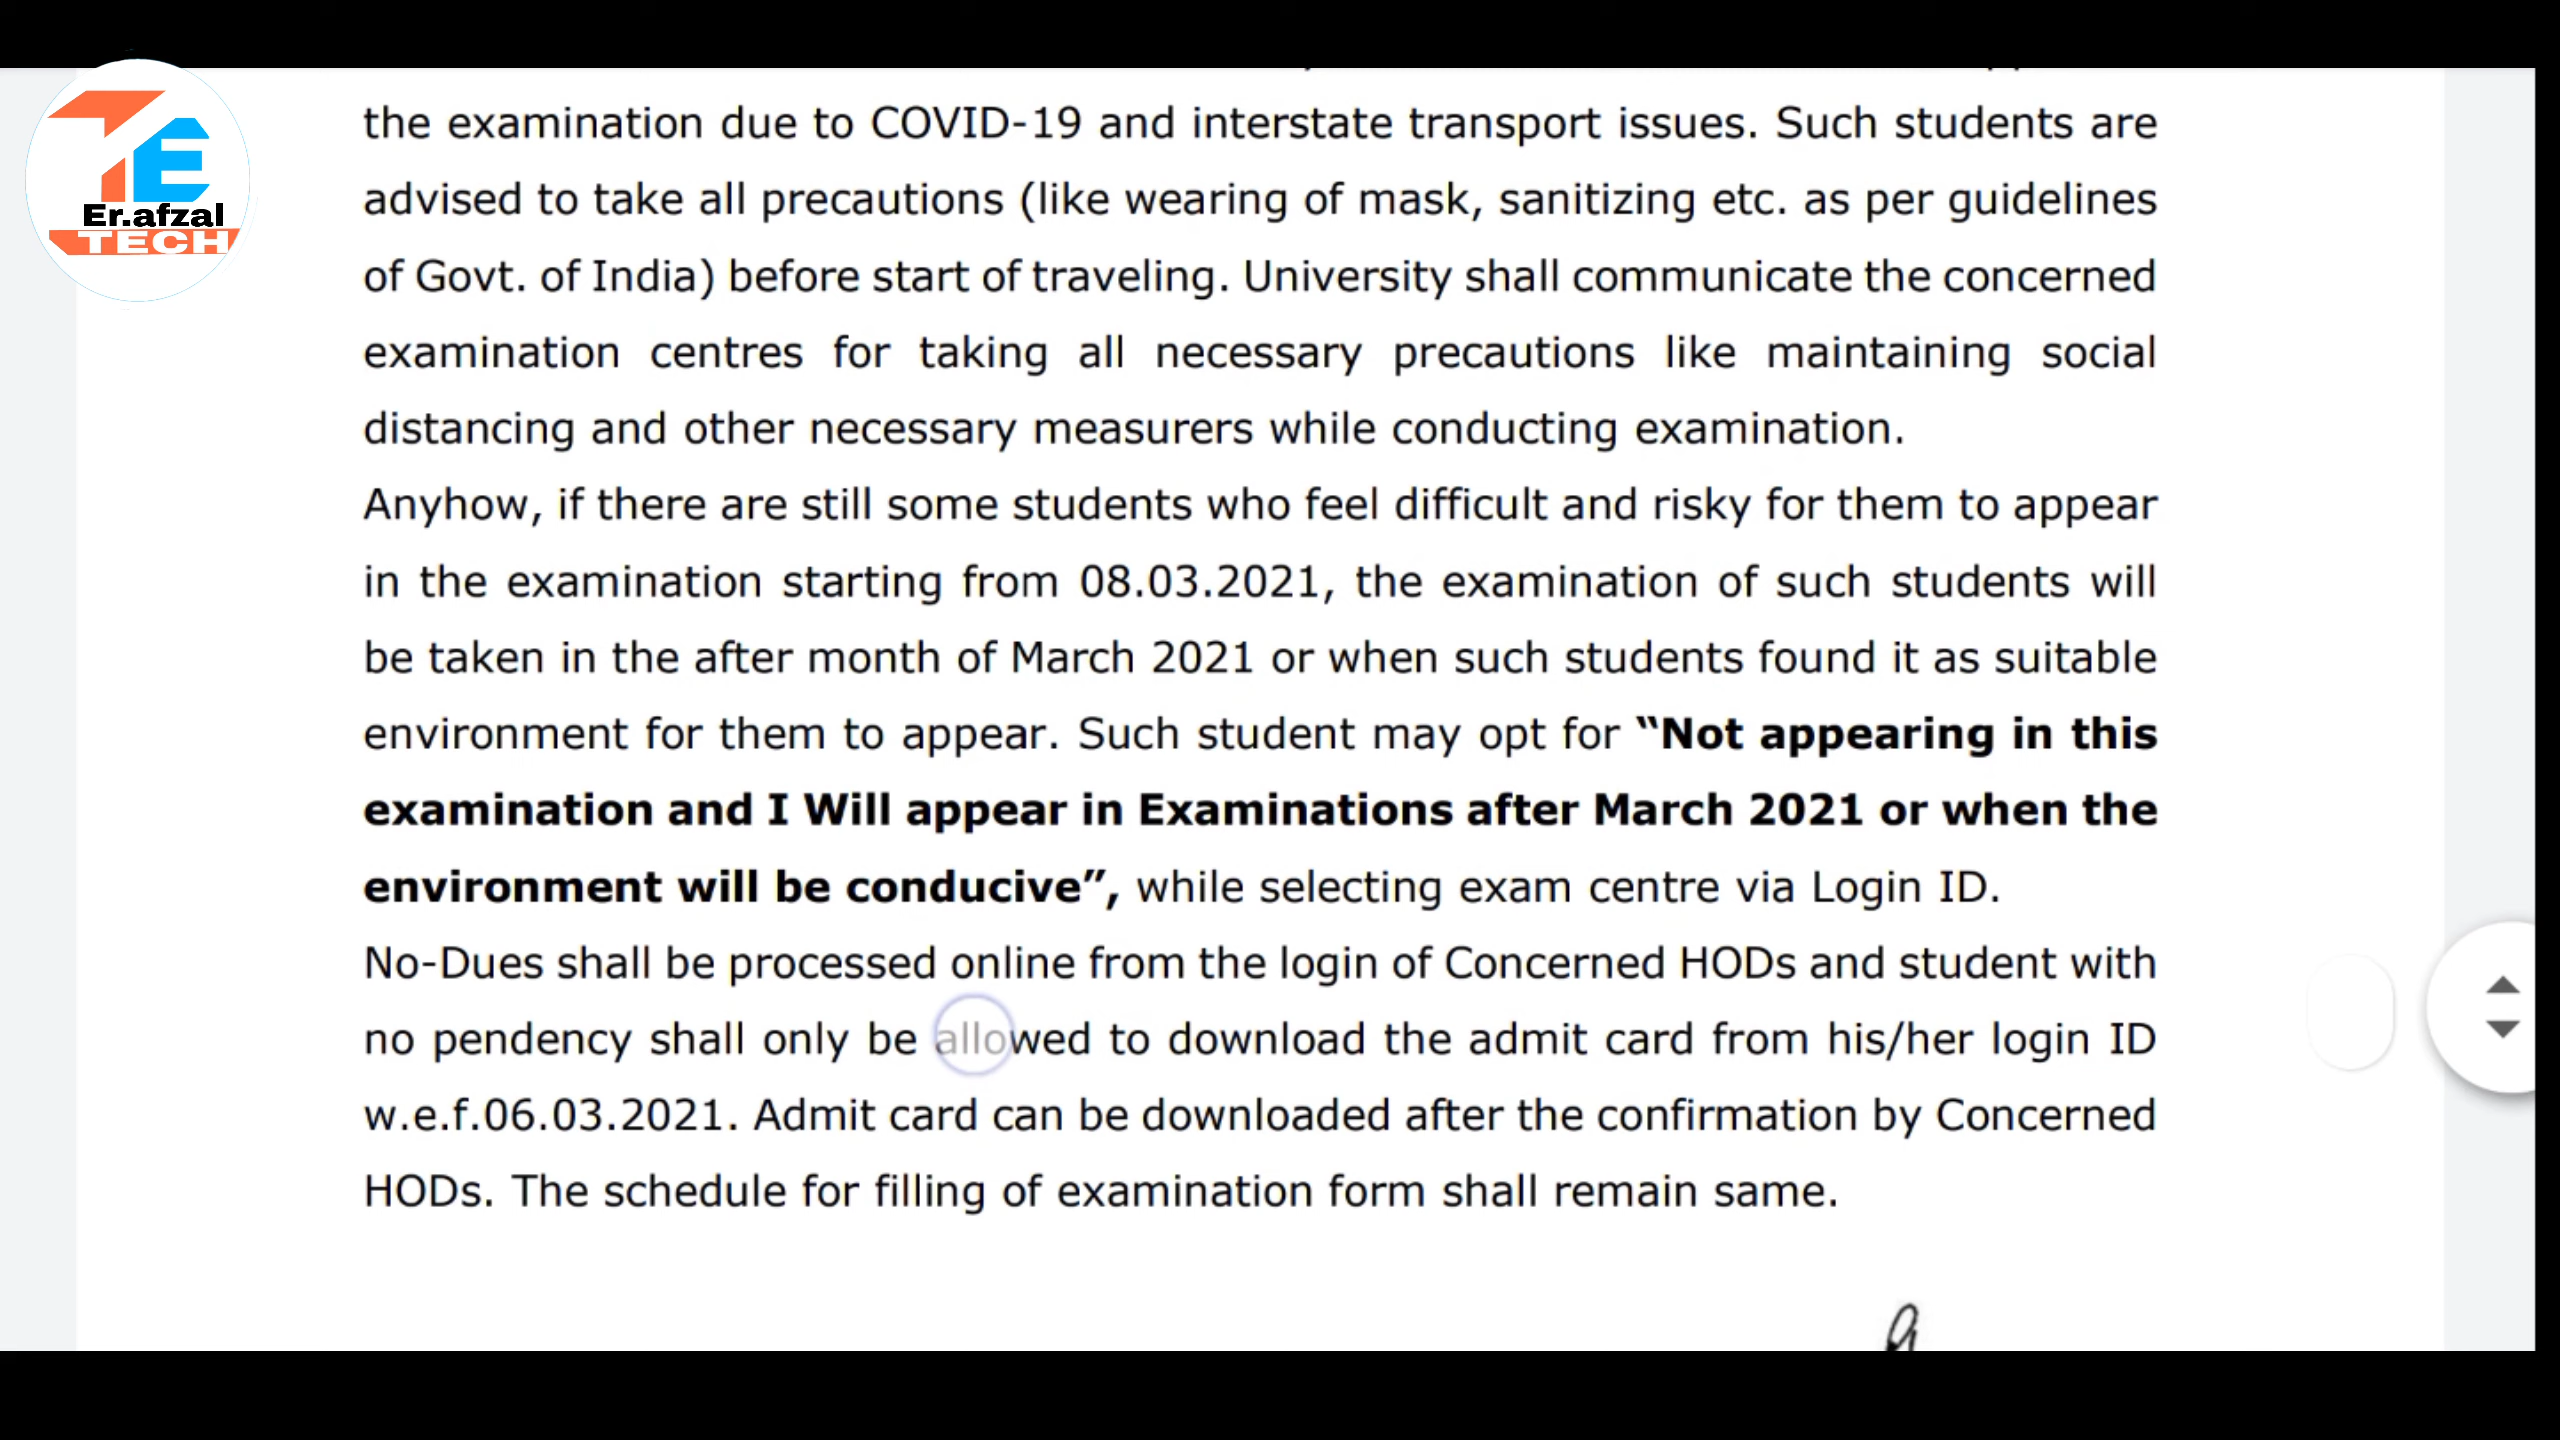 Er.afzal
TECH
the examination due to COVID-19 and interstate transport issues. Such students are
advised to take all precautions (like wearing of mask, sanitizing etc. as per guidelines
of Govt. of India) before start of traveling. University shall communicate the concerned
examination centres for taking all necessary precautions like maintaining social
distancing and other necessary measurers while conducting examination.
Anyhow, if there are still some students who feel difficult and risky for them to appear
in the examination starting from 08.03.2021, the examination of such students will
be taken in the after month of March 2021 or when such students found it as suitable
environment for them to appear. Such student may opt for “Not appearing in this
examination and I Will appear in Examinations after March 2021 or when the
environment will be conducive”, while selecting exam centre via Login ID.
No-Dues shall be processed online from the login of Concerned HODs and student with
no pendency shall only be allowed to download the admit card from his/her login ID
w.e.f.06.03.2021. Admit card can be downloaded after the confirmation by Concerned
HODs. The schedule for filling of examination form shall remain same.